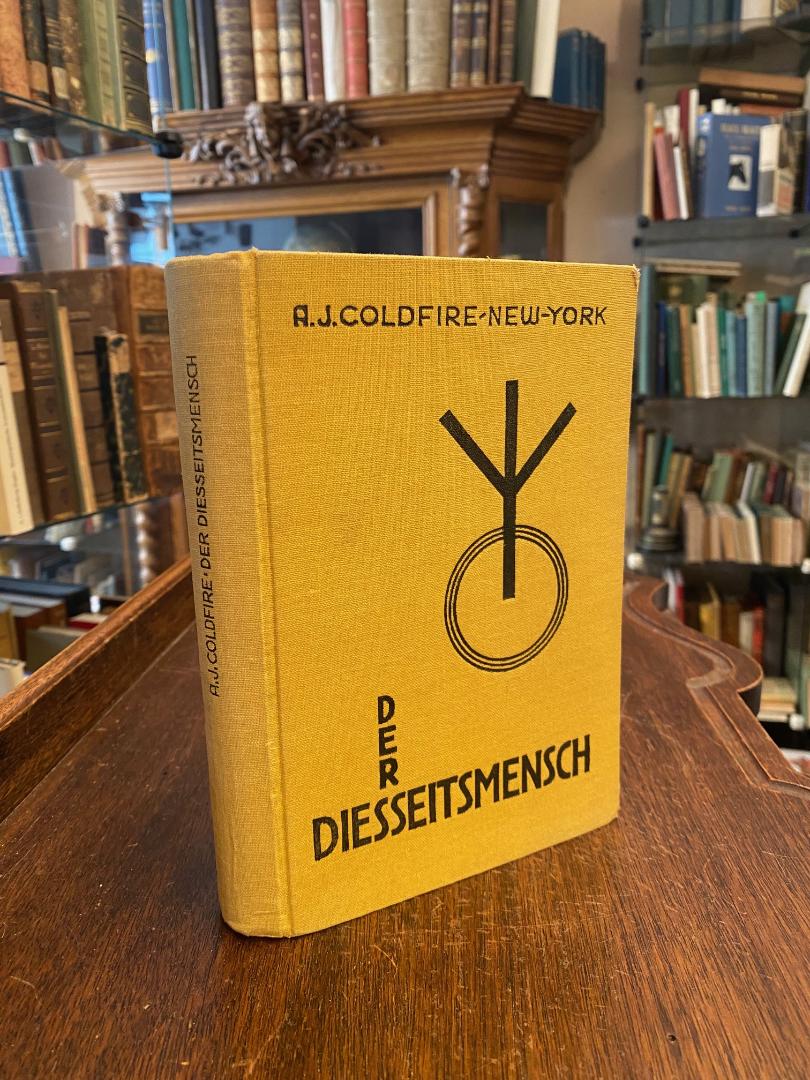 A.J.COLDFIRE-NEW-YORK
DER
DIESSEITSMENSCH
A.J.COLDFIRE·DER DIESSEITSMENSCH